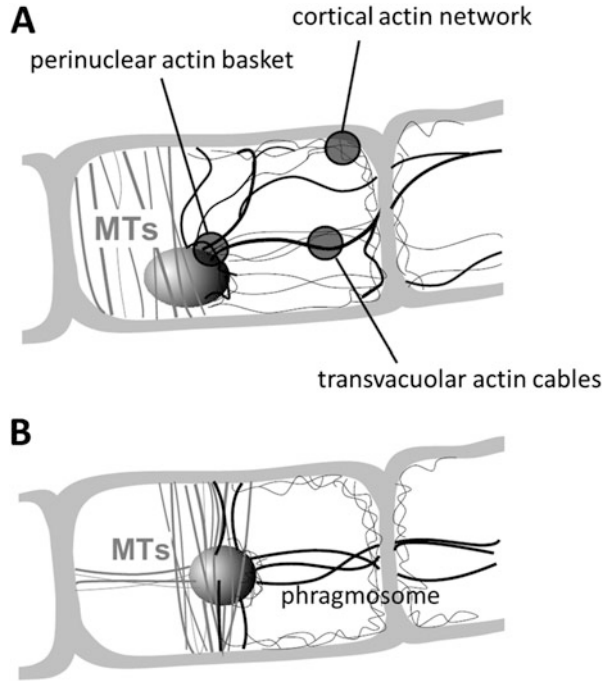 A
cortical actin network
perinuclear actin basket
MTs
transvacuolar actin cables
B
MTs
phragmosome